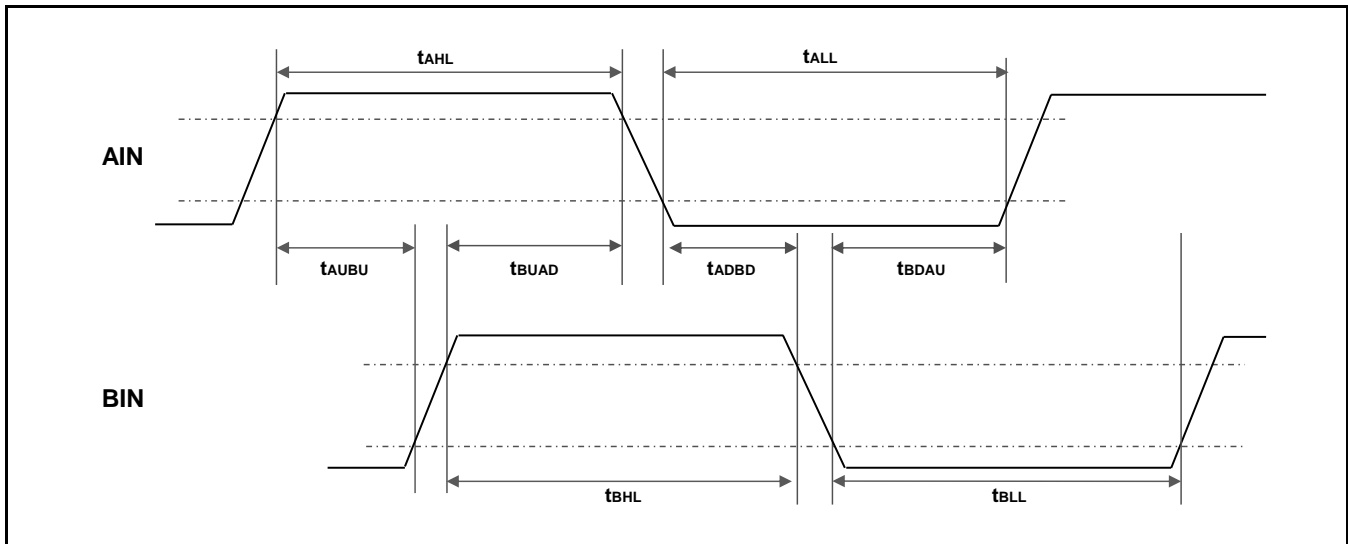 tAHL
tALL
AIN
tAUBU
tBUAD
tADBD
tBDAU
BIN
tBHL
tBLL